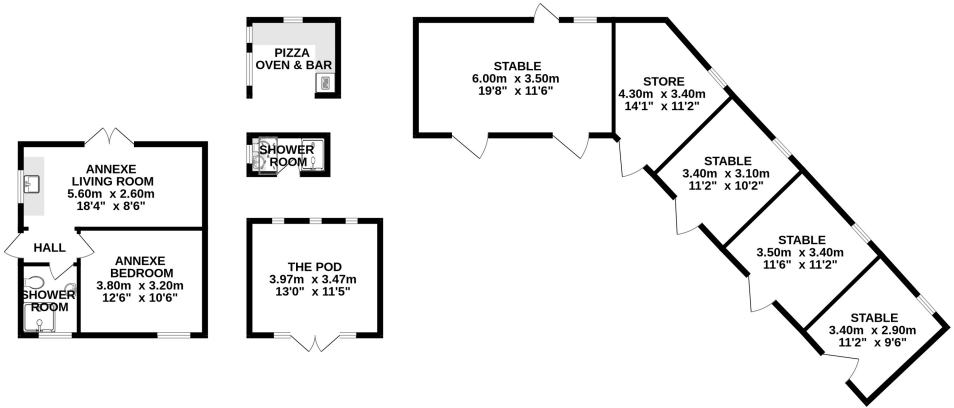 PIZZA
OVEN & BAR
STABLE
6.00m x 3.50m
19'8" x 11'6"
STORE
4.30m x 3.40m
14'1" x 11'2"
SHOWER
ROOM
ANNEXE
LIVING ROOM
5.60m x 2.60m
18'4" x 8'6"
STABLE
3.40m x 3.10m
11'2" x 10'2"
HALL
ANNEXE
BEDROOM
3.80m x 3.20m
12'6" x 10'6"
SHOWER
ROOM
THE POD
3.97m x 3.47m
13'0" x 11'5"
STABLE
3.50m x 3.40m
11'6" x 11'2"
STABLE
3.40m x 2.90m
11'2" x 9'6"